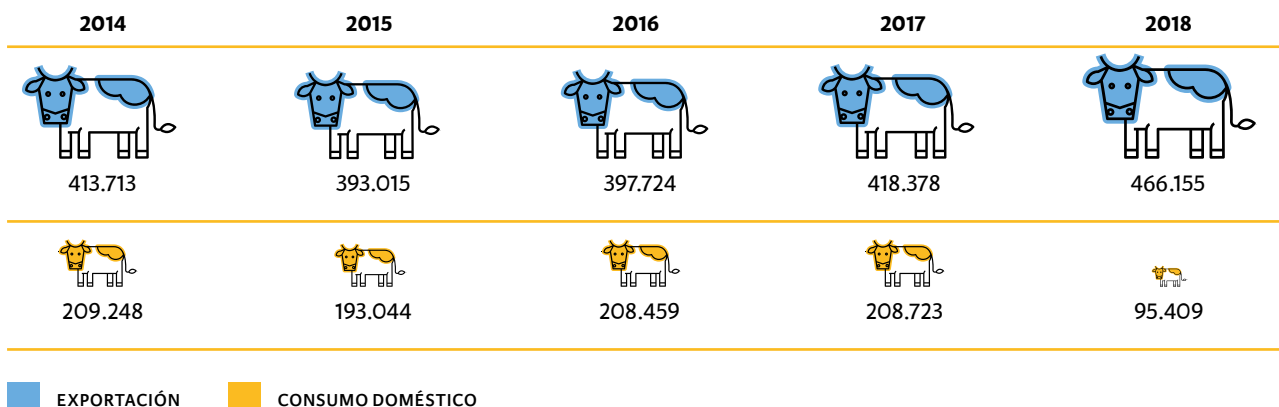 2014 2015 2016 2017 2018
413.713 393.015 397.724 418.378 466.155
209.248 193.044 208.459 208.723 95.409
EXPORTACIÓN CONSUMO DOMÉSTICO